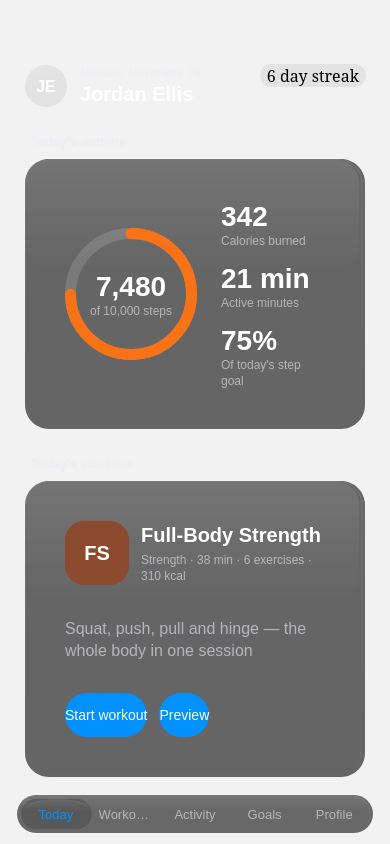 JE
Jordan Ellis
6 day streak
7,480
of 10,000 steps
342
Calories burned
21 min
Active minutes
75%
Of today's step
goal
FS
Full-Body Strength
Strength · 38 min · 6 exercises ·
310 kcal
Squat, push, pull and hinge — the
whole body in one session
Start workout
Preview
Today
Worko…
Activity
Goals
Profile